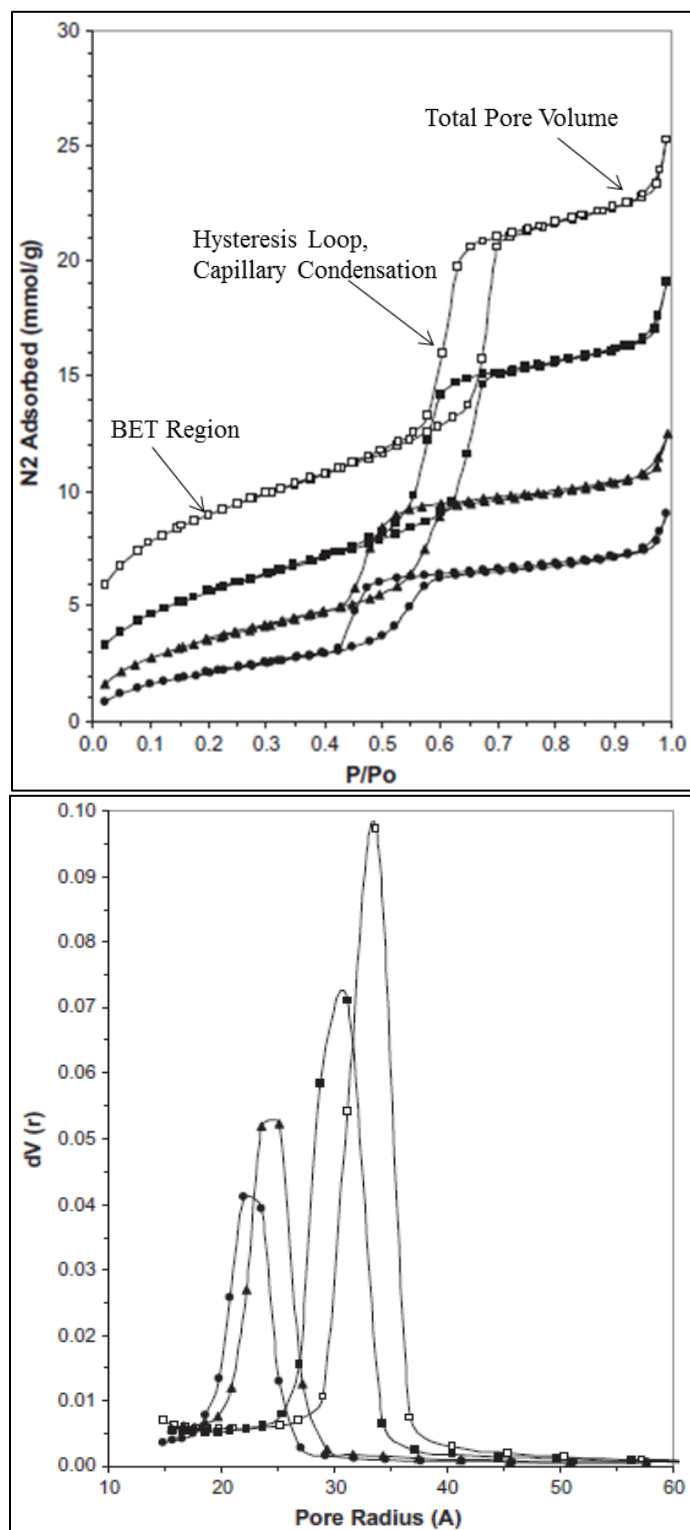 30
25
20
15
10
5
0
N2 Adsorbed (mmol/g)
Total Pore Volume
Hysteresis Loop,
Capillary Condensation
BET Region
0.0 0.1 0.2 0.3 0.4 0.5 0.6 0.7 0.8 0.9 1.0
P/Po
0.10
0.09
0.08
0.07
0.06
0.05
0.04
0.03
0.02
0.01
0.00
dV (r)
10 20 30 40 50 60
Pore Radius (A)